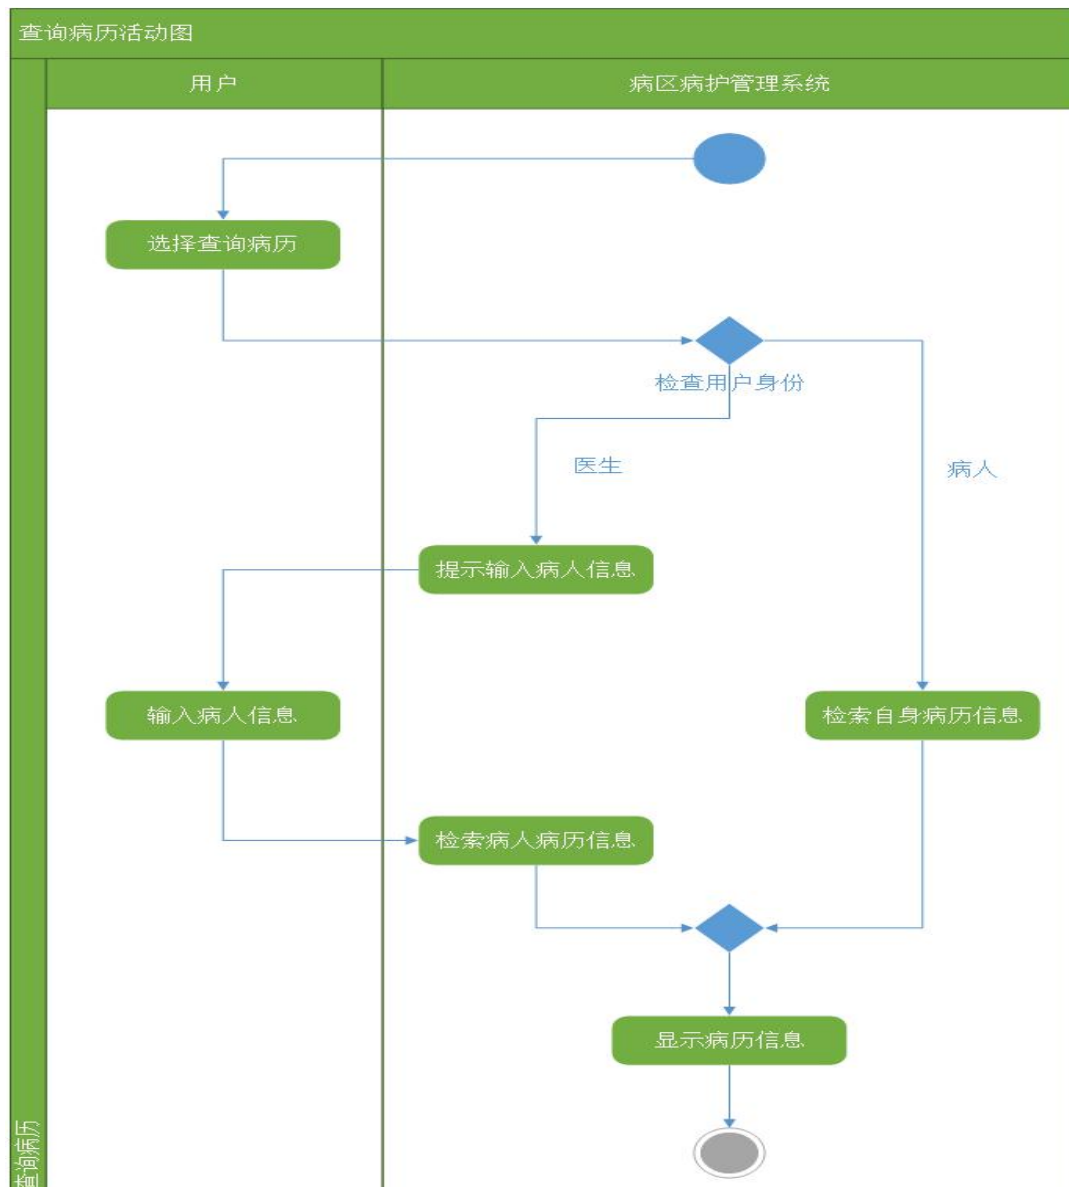 查询病历活动图
用户
病区病护管理系统
选择查询病历
检查用户身份
医生
病人
提示输入病人信息
输入病人信息
检索自身病历信息
检索病人病历信息
显示病历信息
查询病历